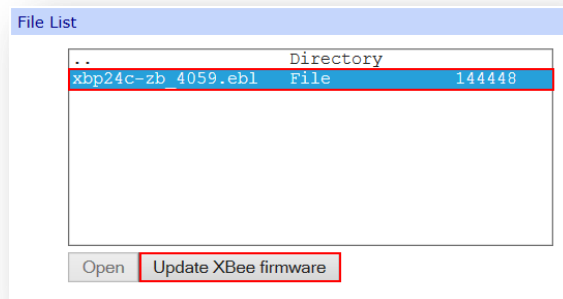 File List
.. Directory
xbp24c-zb_4059.ebl File 144448
Open Update XBee firmware